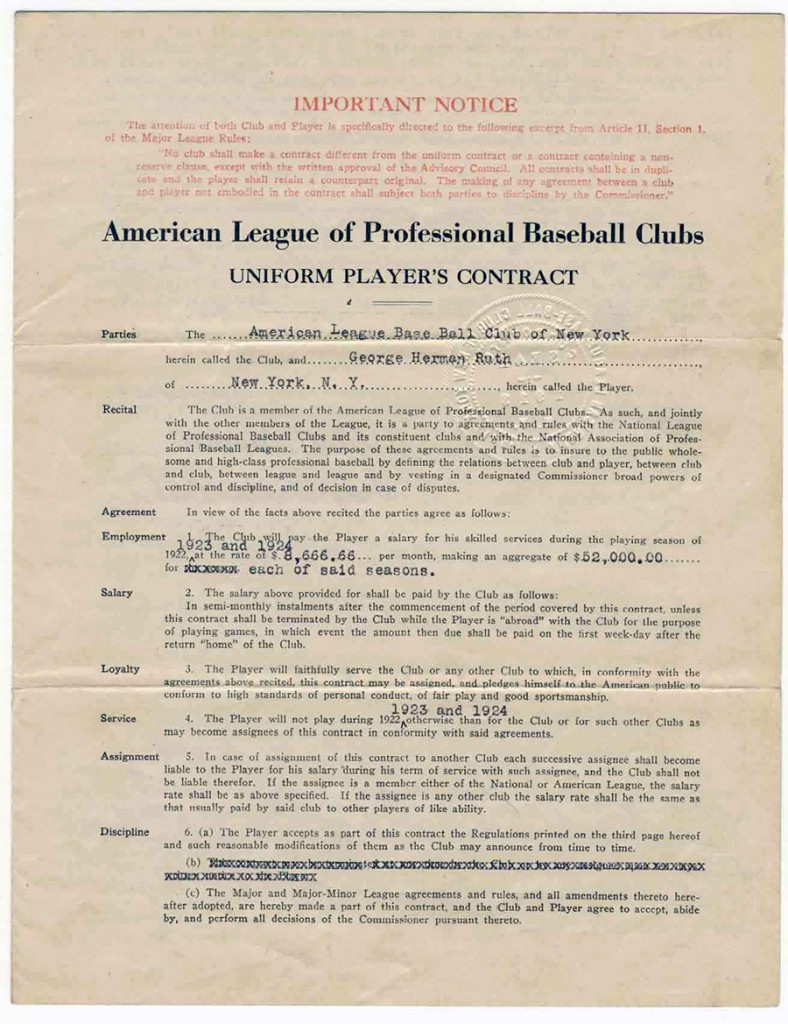 IMPORTANT NOTICE
The attention of both Club and Player is specifically directed to the following excerpt from Article II, Section 1,
of the Major League Rules:
"No club shall make a contract different from the uniform contract or a contract containing a non-
reserve clause, except with the written approval of the Advisory Council. All contracts shall be in dupli-
cate and the player shall retain a counterpart original. The making of any agreement between a club
and player not embodied in the contract shall subject both parties to discipline by the Commissioner."
American League of Professional Baseball Clubs
UNIFORM PLAYER'S CONTRACT
Parties The ......American League Base Ball Club of New York..............,
herein called the Club, and.......George Herman Ruth......................................,
of .........New York, N. Y..........................., herein called the Player.
Recital The Club is a member of the American League of Professional Baseball Clubs. As such, and jointly
with the other members of the League, it is a party to agreements and rules with the National League
of Professional Baseball Clubs and its constituent clubs and with the National Association of Profes-
sional Baseball Leagues. The purpose of these agreements and rules is to insure to the public whole-
some and high-class professional baseball by defining the relations between club and player, between club
and club, between league and league and by vesting in a designated Commissioner broad powers of
control and discipline, and of decision in case of disputes.
Agreement In view of the facts above recited the parties agree as follows:
Employment 1. The Club will pay the Player a salary for his skilled services during the playing season of
1923 and 1924
1922, at the rate of $.8,666.66... per month, making an aggregate of $52,000.00.......
for each of said seasons.
Salary 2. The salary above provided for shall be paid by the Club as follows:
In semi-monthly instalments after the commencement of the period covered by this contract, unless
this contract shall be terminated by the Club while the Player is "abroad" with the Club for the purpose
of playing games, in which event the amount then due shall be paid on the first week-day after the
return "home" of the Club.
Loyalty 3. The Player will faithfully serve the Club or any other Club to which, in conformity with the
agreements above recited, this contract may be assigned, and pledges himself to the American public to
conform to high standards of personal conduct, of fair play and good sportsmanship.
1923 and 1924
Service 4. The Player will not play during 1922 otherwise than for the Club or for such other Clubs as
may become assignees of this contract in conformity with said agreements.
Assignment 5. In case of assignment of this contract to another Club each successive assignee shall become
liable to the Player for his salary during his term of service with such assignee, and the Club shall not
be liable therefor. If the assignee is a member either of the National or American League, the salary
rate shall be as above specified. If the assignee is any other club the salary rate shall be the same as
that usually paid by said club to other players of like ability.
Discipline 6. (a) The Player accepts as part of this contract the Regulations printed on the third page hereof
and such reasonable modifications of them as the Club may announce from time to time.
(b)
(c) The Major and Major-Minor League agreements and rules, and all amendments thereto here-
after adopted, are hereby made a part of this contract, and the Club and Player agree to accept, abide
by, and perform all decisions of the Commissioner pursuant thereto.